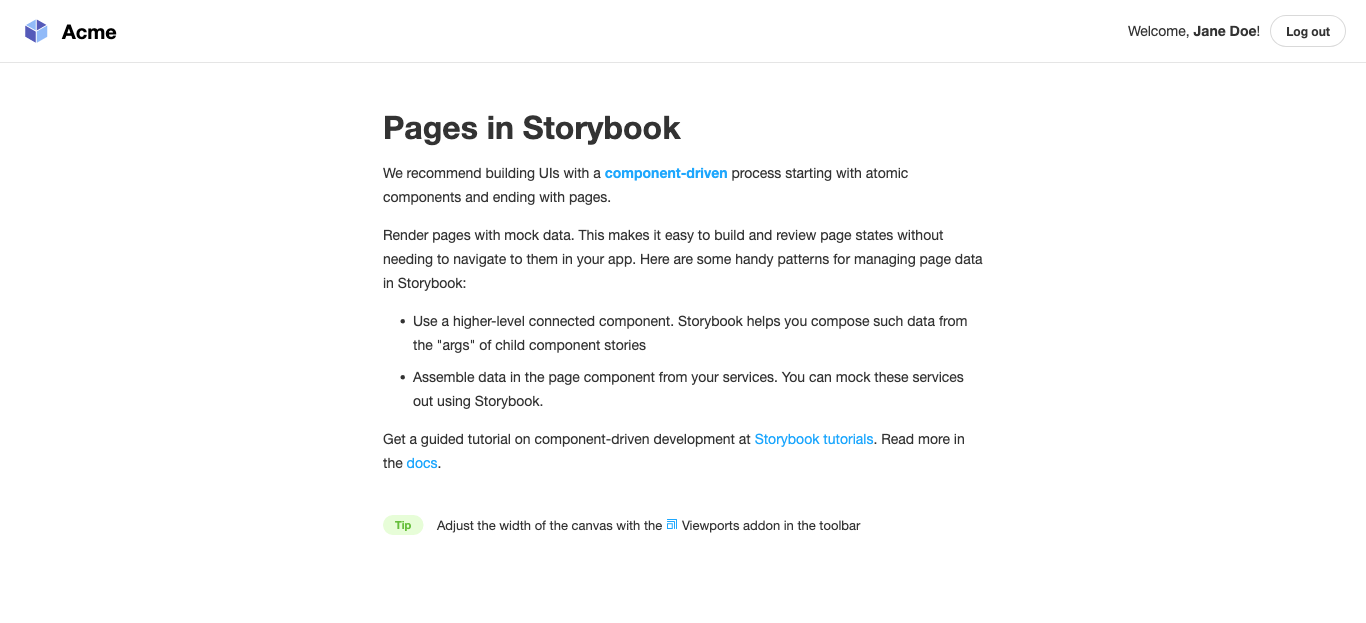 Acme
Welcome, Jane Doe!
Log out
Pages in Storybook
We recommend building UIs with a component-driven process starting with atomic
components and ending with pages.
Render pages with mock data. This makes it easy to build and review page states without
needing to navigate to them in your app. Here are some handy patterns for managing page data
in Storybook:
• Use a higher-level connected component. Storybook helps you compose such data from
the "args" of child component stories
• Assemble data in the page component from your services. You can mock these services
out using Storybook.
Get a guided tutorial on component-driven development at Storybook tutorials. Read more in
the docs.
Tip Adjust the width of the canvas with the Viewports addon in the toolbar